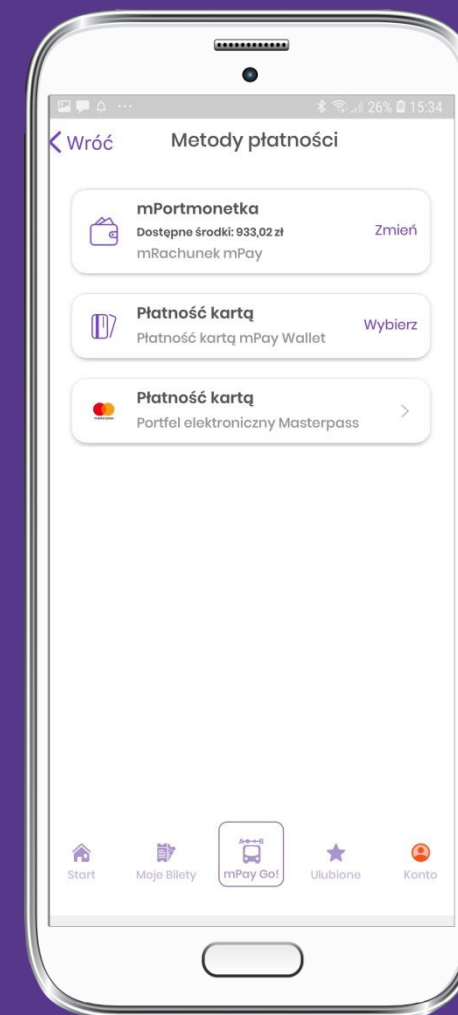 26% 15:34
Wróć Metody płatności
mPortmonetka
Dostępne środki: 933,02 zł
Zmień
mRachunek mPay
Płatność kartą
Wybierz
Płatność kartą mPay Wallet
Płatność kartą
Portfel elektroniczny Masterpass
A B
Start Moje Bilety mPay Go! Ulubione Konto